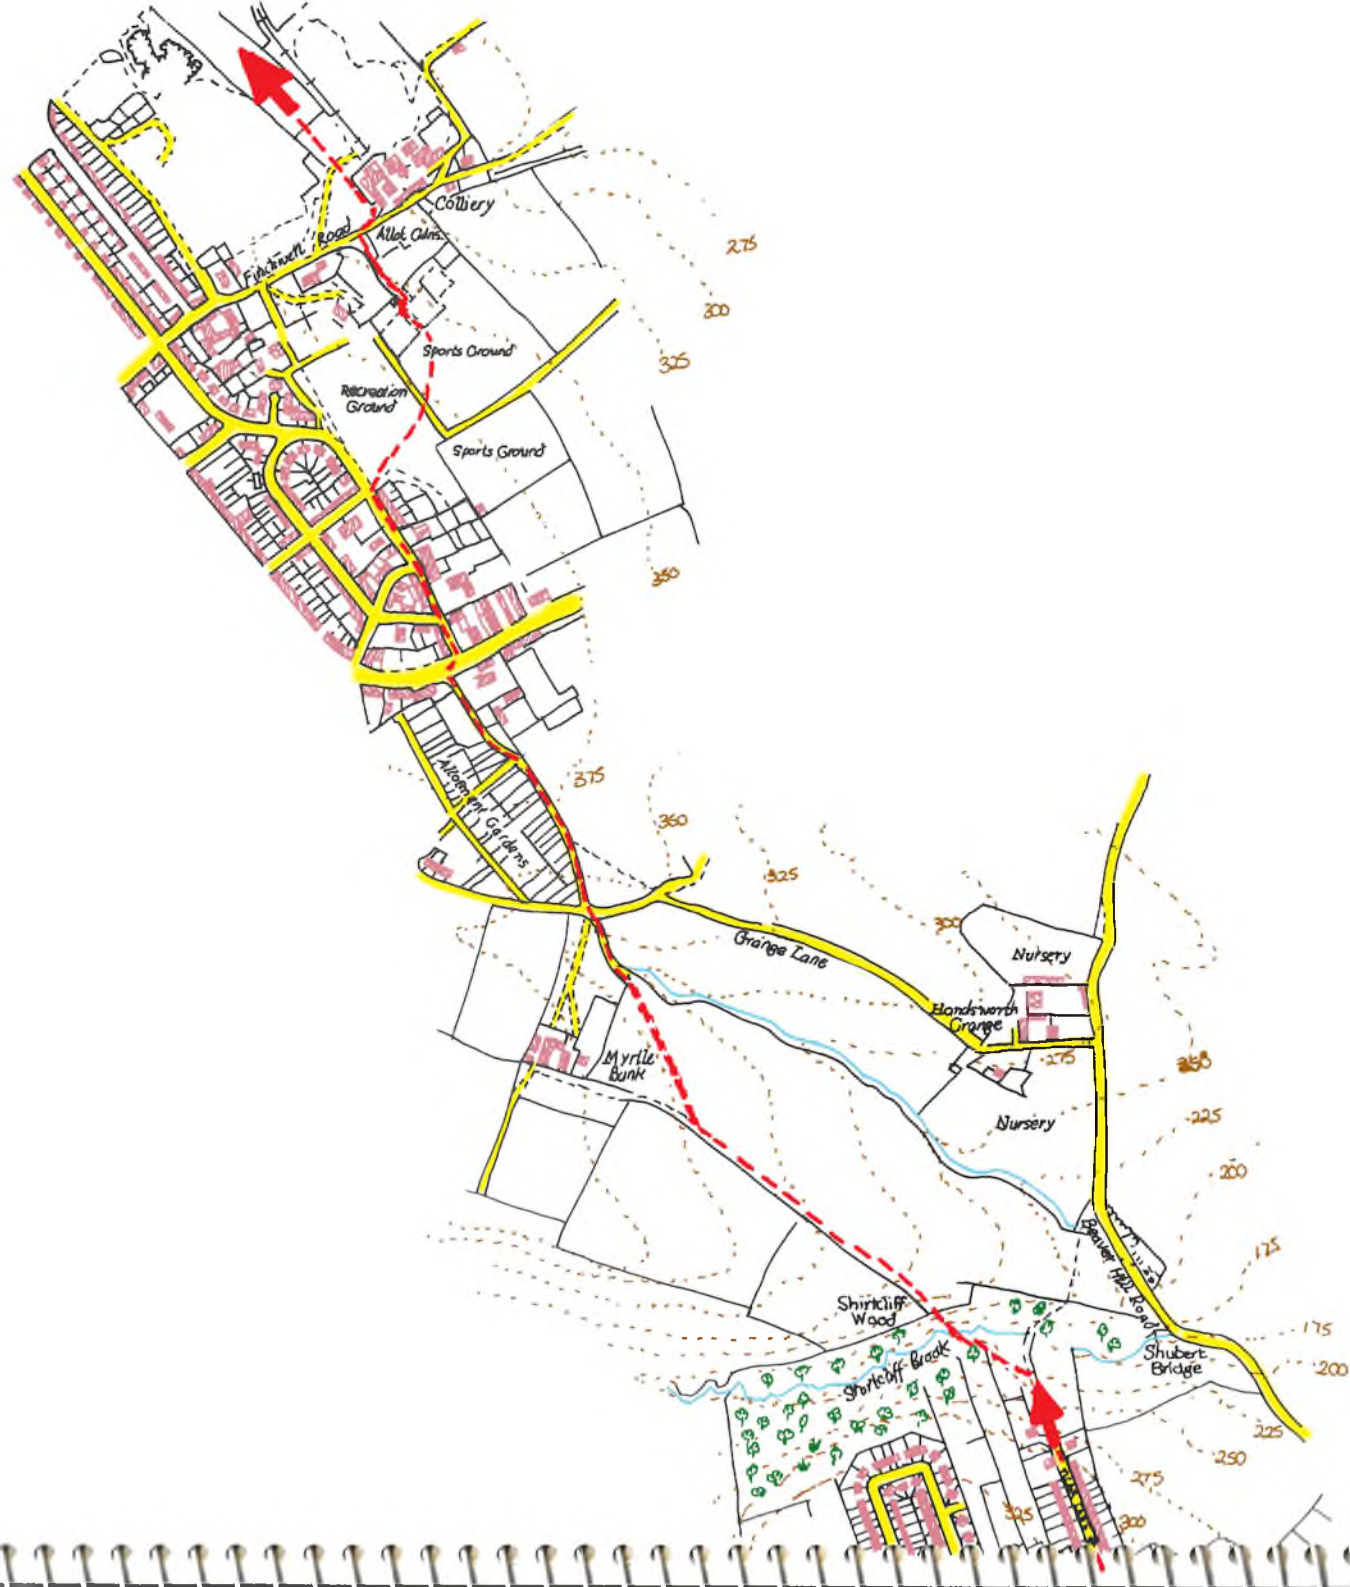 Colliery
Road
Allot Gdns.
275
300
Sports Ground
325
Recreation
Ground
Sports Ground
350
375
Allotment Gardens
360
325
300
Grange Lane
Nursery
Handsworth
Grange
275
Myrtle
Bank
225
Nursery
200
175
Beaver Hill Road
Shirtcliff
Wood
175
Shirtcliff Brook
Shubert
Bridge
200
225
250
275
325
300